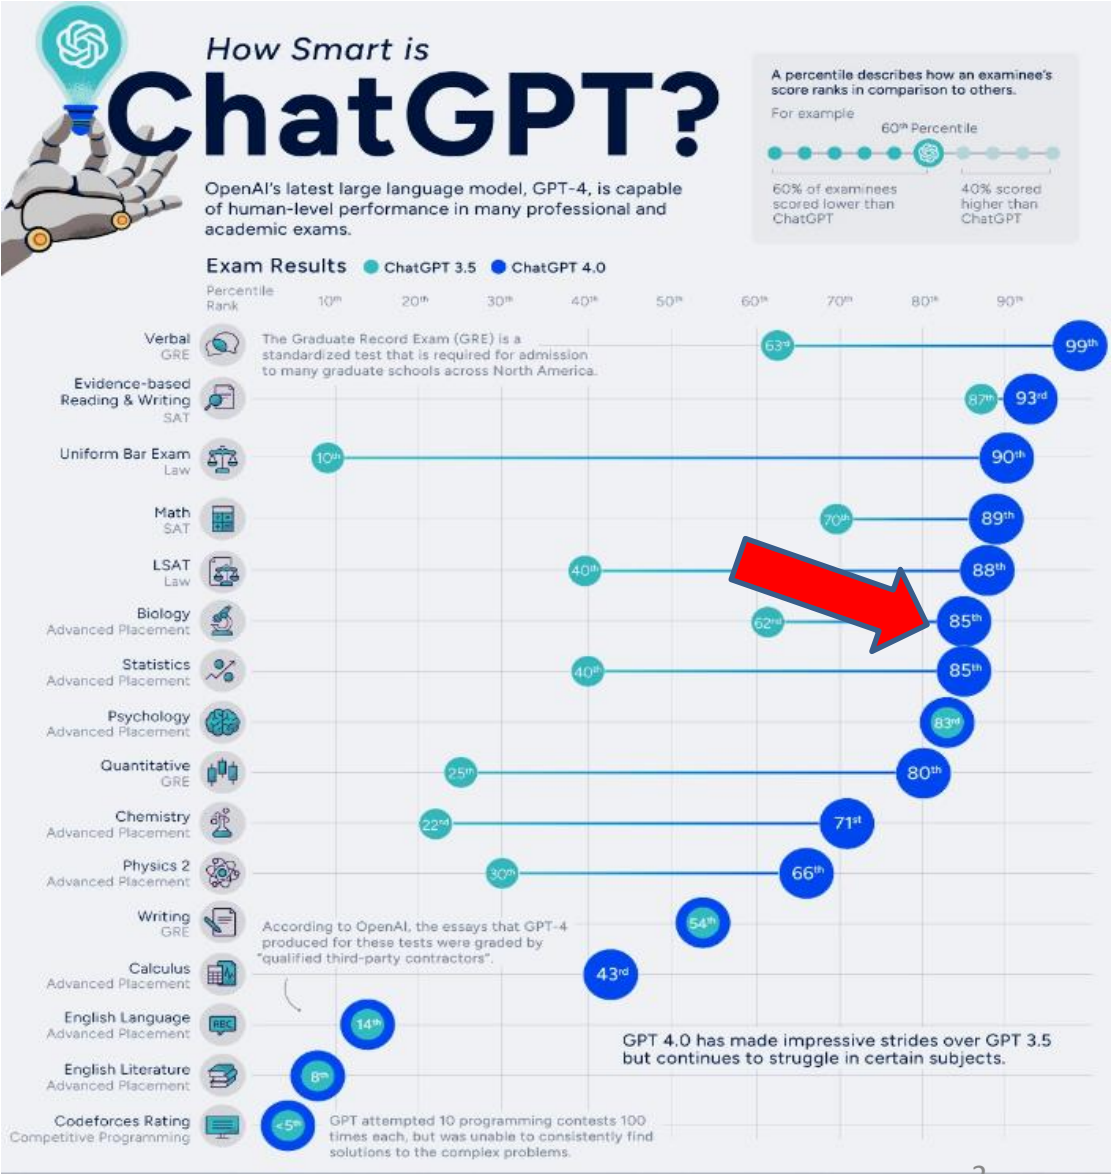 How Smart is
ChatGPT?
OpenAI's latest large language model, GPT-4, is capable
of human-level performance in many professional and
academic exams.
A percentile describes how an examinee's
score ranks in comparison to others.
For example
60th Percentile
60% of examinees
scored lower than
ChatGPT
40% scored
higher than
ChatGPT
Exam Results ChatGPT 3.5 ChatGPT 4.0
Percentile
Rank
10th 20th 30th 40th 50th 60th 70th 80th 90th
Verbal
GRE
The Graduate Record Exam (GRE) is a
standardized test that is required for admission
to many graduate schools across North America.
63rd 99th
Evidence-based
Reading & Writing
SAT
87th 93rd
Uniform Bar Exam
Law
10th 90th
Math
SAT
70th 89th
LSAT
Law
40th 88th
Biology
Advanced Placement
62nd 85th
Statistics
Advanced Placement
40th 85th
Psychology
Advanced Placement
83rd
Quantitative
GRE
25th 80th
Chemistry
Advanced Placement
22nd 71st
Physics 2
Advanced Placement
30th 66th
Writing
GRE
54th
According to OpenAI, the essays that GPT-4
produced for these tests were graded by
"qualified third-party contractors".
Calculus
Advanced Placement
43rd
English Language
Advanced Placement
ABC
14th
GPT 4.0 has made impressive strides over GPT 3.5
but continues to struggle in certain subjects.
English Literature
Advanced Placement
8th
Codeforces Rating
Competitive Programming
<5th
GPT attempted 10 programming contests 100
times each, but was unable to consistently find
solutions to the complex problems.